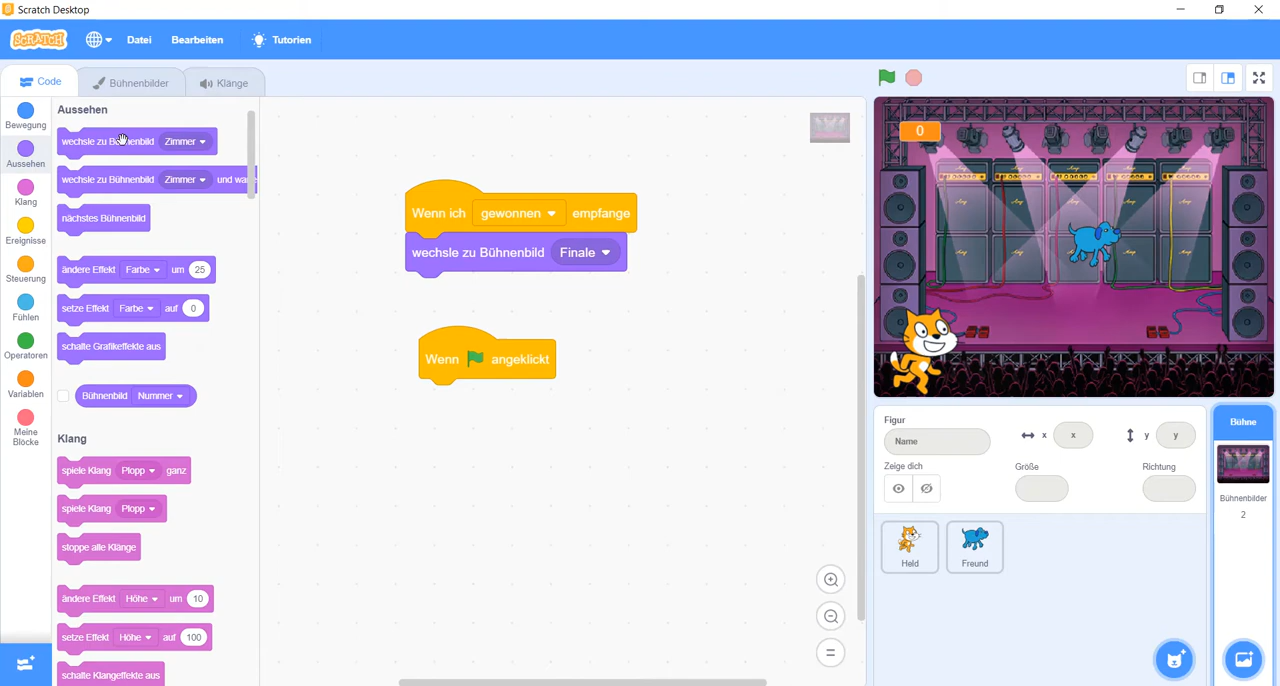 Scratch Desktop
SCRATCH Datei Bearbeiten Tutorien
Code Bühnenbilder Klänge
Bewegung
Aussehen
Klang
Ereignisse
Steuerung
Fühlen
Operatoren
Variablen
Meine
Blöcke
Aussehen
wechsle zu Bühnenbild Zimmer
wechsle zu Bühnenbild Zimmer und warte
nächstes Bühnenbild
ändere Effekt Farbe um 25
setze Effekt Farbe auf 0
schalte Grafikeffekte aus
Bühnenbild Nummer
Klang
spiele Klang Plopp ganz
spiele Klang Plopp
stoppe alle Klänge
ändere Effekt Höhe um 10
setze Effekt Höhe auf 100
schalte Klangeffekte aus
Wenn ich gewonnen empfange
wechsle zu Bühnenbild Finale
Wenn angeklickt
0
Figur
Name
x x
y y
Zeige dich
Größe
Richtung
Held
Freund
Bühne
Bühnenbilder
2